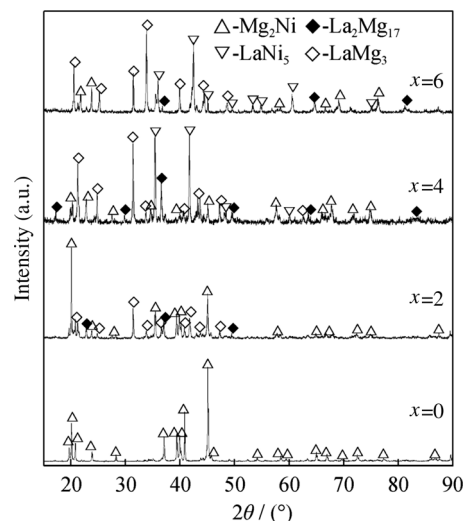 △-Mg₂Ni ◆-La₂Mg₁₇
▽-LaNi₅ ◇-LaMg₃
x=6
x=4
x=2
x=0
Intensity (a.u.)
20 30 40 50 60 70 80 90
2θ / (°)